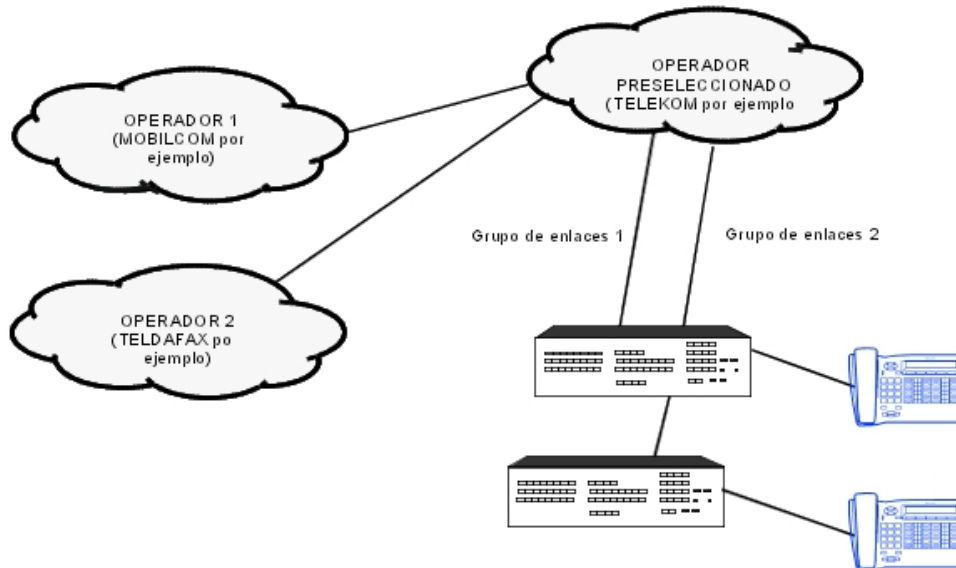 OPERADOR
PRESELECCIONADO
(TELEKOM por ejemplo
OPERADOR 1
(MOBILCOM por
ejemplo)
Grupo de enlaces 1
Grupo de enlaces 2
OPERADOR 2
(TELDAFAX po
ejemplo)